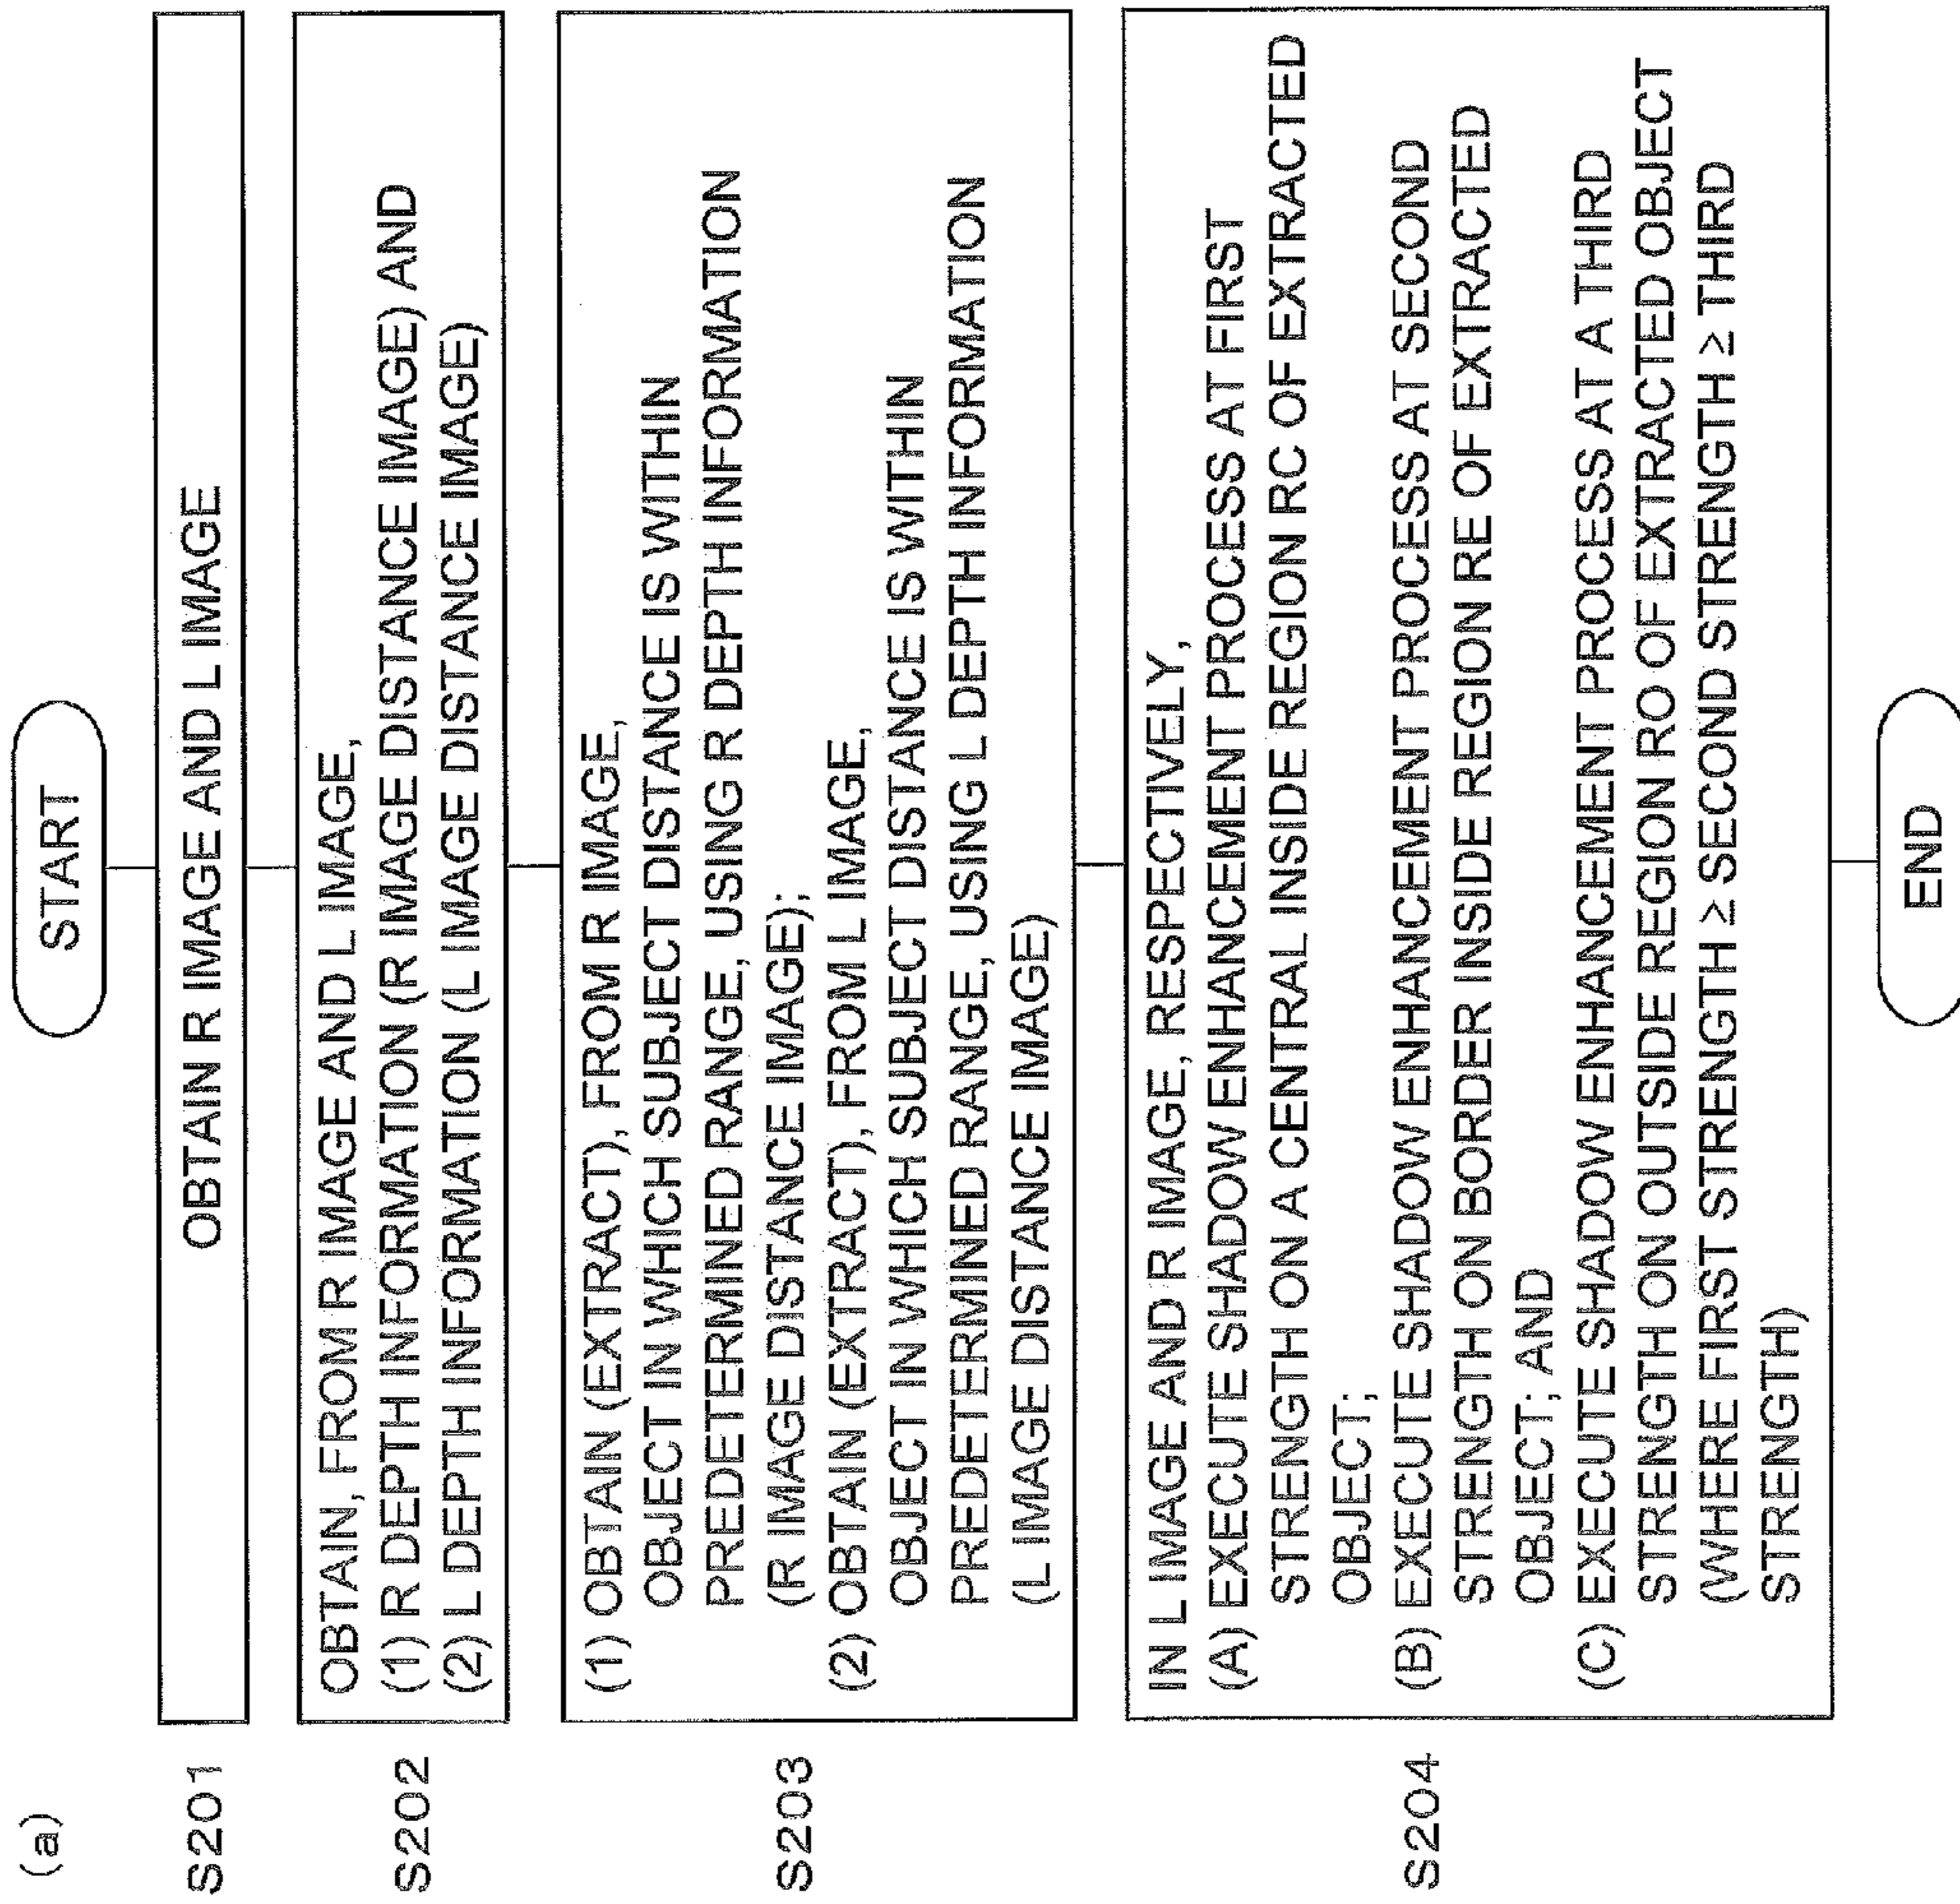 (a)
START
S201
OBTAIN R IMAGE AND L IMAGE
S202
OBTAIN, FROM R IMAGE AND L IMAGE,
(1) R DEPTH INFORMATION (R IMAGE DISTANCE IMAGE) AND
(2) L DEPTH INFORMATION (L IMAGE DISTANCE IMAGE)
S203
(1) OBTAIN (EXTRACT), FROM R IMAGE,
OBJECT IN WHICH SUBJECT DISTANCE IS WITHIN
PREDETERMINED RANGE, USING R DEPTH INFORMATION
(R IMAGE DISTANCE IMAGE);
(2) OBTAIN (EXTRACT), FROM L IMAGE,
OBJECT IN WHICH SUBJECT DISTANCE IS WITHIN
PREDETERMINED RANGE, USING L DEPTH INFORMATION
(L IMAGE DISTANCE IMAGE)
S204
IN L IMAGE AND R IMAGE, RESPECTIVELY,
(A) EXECUTE SHADOW ENHANCEMENT PROCESS AT FIRST
STRENGTH ON A CENTRAL INSIDE REGION RC OF EXTRACTED
OBJECT;
(B) EXECUTE SHADOW ENHANCEMENT PROCESS AT SECOND
STRENGTH ON BORDER INSIDE REGION RE OF EXTRACTED
OBJECT; AND
(C) EXECUTE SHADOW ENHANCEMENT PROCESS AT A THIRD
STRENGTH ON OUTSIDE REGION RO OF EXTRACTED OBJECT
(WHERE FIRST STRENGTH ≥ SECOND STRENGTH ≥ THIRD
STRENGTH)
END